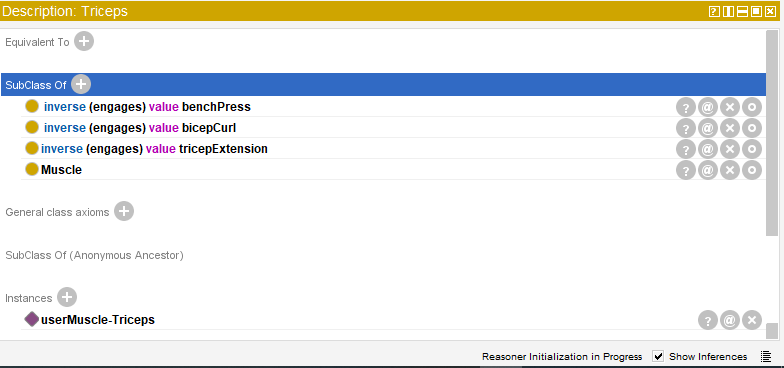 Description: Triceps
Equivalent To
SubClass Of
inverse (engages) value benchPress
inverse (engages) value bicepCurl
inverse (engages) value tricepExtension
Muscle
General class axioms
SubClass Of (Anonymous Ancestor)
Instances
userMuscle-Triceps
Reasoner Initialization in Progress Show Inferences